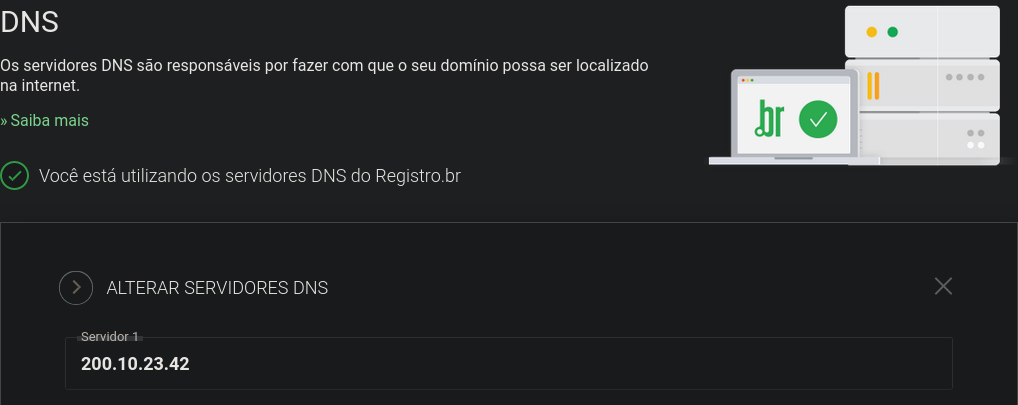 DNS
Os servidores DNS são responsáveis por fazer com que o seu domínio possa ser localizado
na internet.
» Saiba mais
.br
Você está utilizando os servidores DNS do Registro.br
ALTERAR SERVIDORES DNS
Servidor 1
200.10.23.42